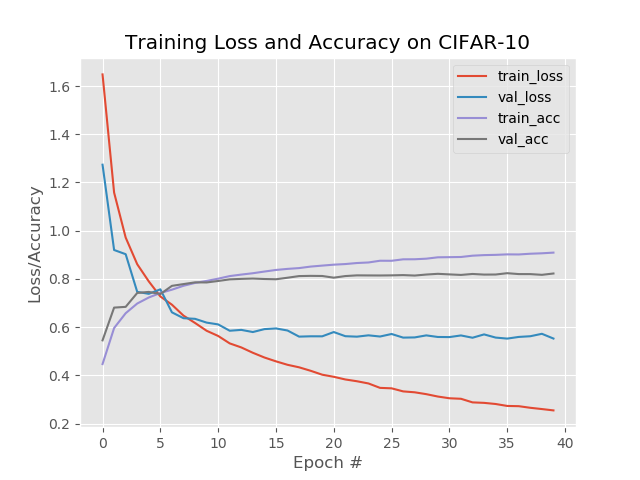 Training Loss and Accuracy on CIFAR-10
train_loss
val_loss
train_acc
val_acc
Loss/Accuracy
1.6
1.4
1.2
1.0
0.8
0.6
0.4
0.2
0 5 10 15 20 25 30 35 40
Epoch #